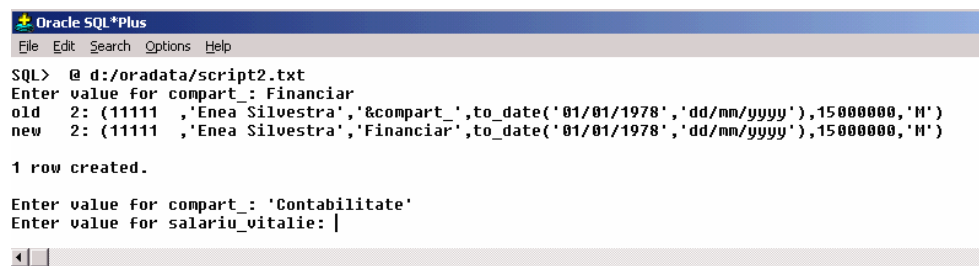 Oracle SQL*Plus
File Edit Search Options Help
SQL> @ d:/oradata/script2.txt
Enter value for compart_: Financiar
old 2: (11111 ,'Enea Silvestra','&compart_',to_date('01/01/1978','dd/mm/yyyy'),15000000,'M')
new 2: (11111 ,'Enea Silvestra','Financiar',to_date('01/01/1978','dd/mm/yyyy'),15000000,'M')
1 row created.
Enter value for compart_: 'Contabilitate'
Enter value for salariu_vitalie: